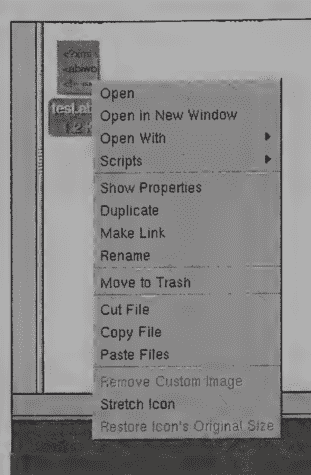 Open
Open in New Window
Open With
Scripts
Show Properties
Duplicate
Make Link
Rename
Move to Trash
Cut File
Copy File
Paste Files
Remove Custom Image
Stretch Icon
Restore Icon's Original Size